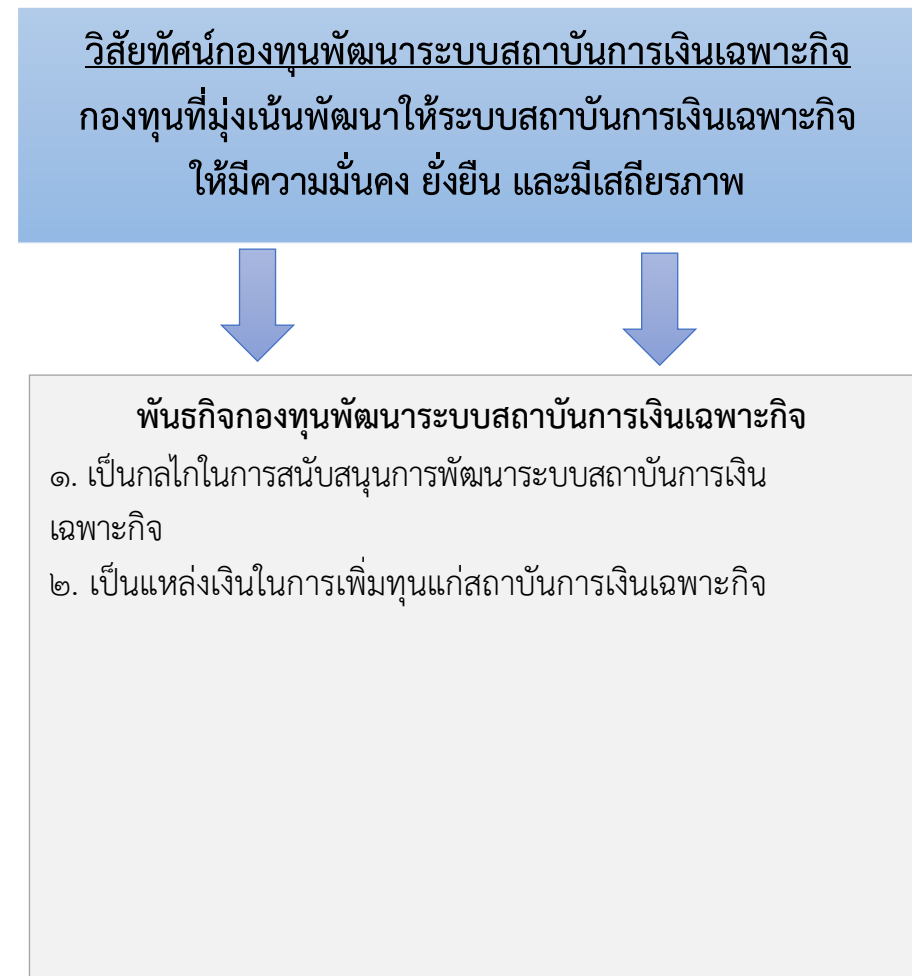 วิสัยทัศน์กองทุนพัฒนาระบบสถาบันการเงินเฉพาะกิจ
กองทุนที่มุ่งเน้นพัฒนาให้ระบบสถาบันการเงินเฉพาะกิจ
ให้มีความมั่นคง ยั่งยืน และมีเสถียรภาพ
พันธกิจกองทุนพัฒนาระบบสถาบันการเงินเฉพาะกิจ
๑. เป็นกลไกในการสนับสนุนการพัฒนาระบบสถาบันการเงิน
เฉพาะกิจ
๒. เป็นแหล่งเงินในการเพิ่มทุนแก่สถาบันการเงินเฉพาะกิจ